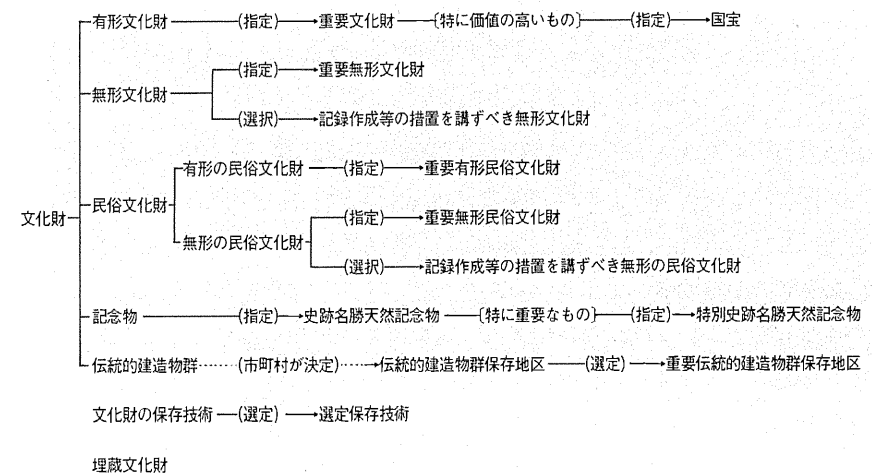 有形文化財 (指定) 重要文化財 〔特に価値の高いもの〕 (指定) 国宝
(指定) 重要無形文化財
無形文化財
(選択) 記録作成等の措置を講ずべき無形文化財
有形の民俗文化財 (指定) 重要有形民俗文化財
民俗文化財
文化財
(指定) 重要無形民俗文化財
無形の民俗文化財
(選択) 記録作成等の措置を講ずべき無形の民俗文化財
記念物 (指定) 史跡名勝天然記念物 〔特に重要なもの〕 (指定) 特別史跡名勝天然記念物
伝統的建造物群 (市町村が決定) 伝統的建造物群保存地区 (選定) 重要伝統的建造物群保存地区
文化財の保存技術 (選定) 選定保存技術
埋蔵文化財